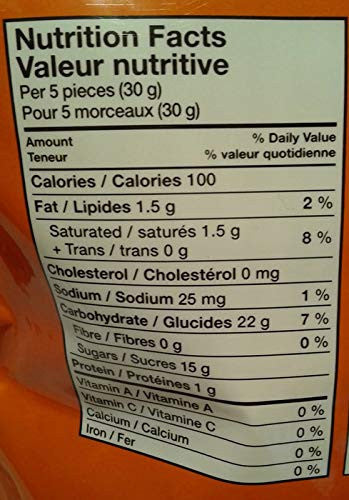 Nutrition Facts
Valeur nutritive
Per 5 pieces (30 g)
Pour 5 morceaux (30 g)
Amount % Daily Value
Teneur % valeur quotidienne
Calories / Calories 100
Fat / Lipides 1.5 g 2 %
Saturated / saturés 1.5 g
+ Trans / trans 0 g 8 %
Cholesterol / Cholestérol 0 mg
Sodium / Sodium 25 mg 1 %
Carbohydrate / Glucides 22 g 7 %
Fibre / Fibres 0 g 0 %
Sugars / Sucres 15 g
Protein / Protéines 1 g
Vitamin A / Vitamine A 0 %
Vitamin C / Vitamine C 0 %
Calcium / Calcium 0 %
Iron / Fer 0 %